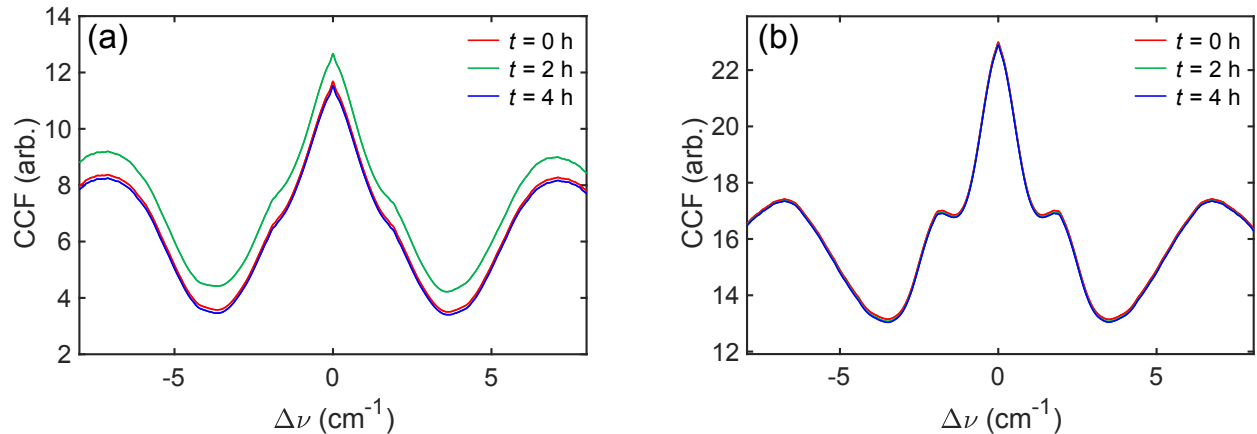 (a)
t = 0 h
t = 2 h
t = 4 h
14
12
10
8
6
4
2
CCF (arb.)
-5
0
5
Δν (cm⁻¹)
(b)
t = 0 h
t = 2 h
t = 4 h
22
20
18
16
14
12
CCF (arb.)
-5
0
5
Δν (cm⁻¹)